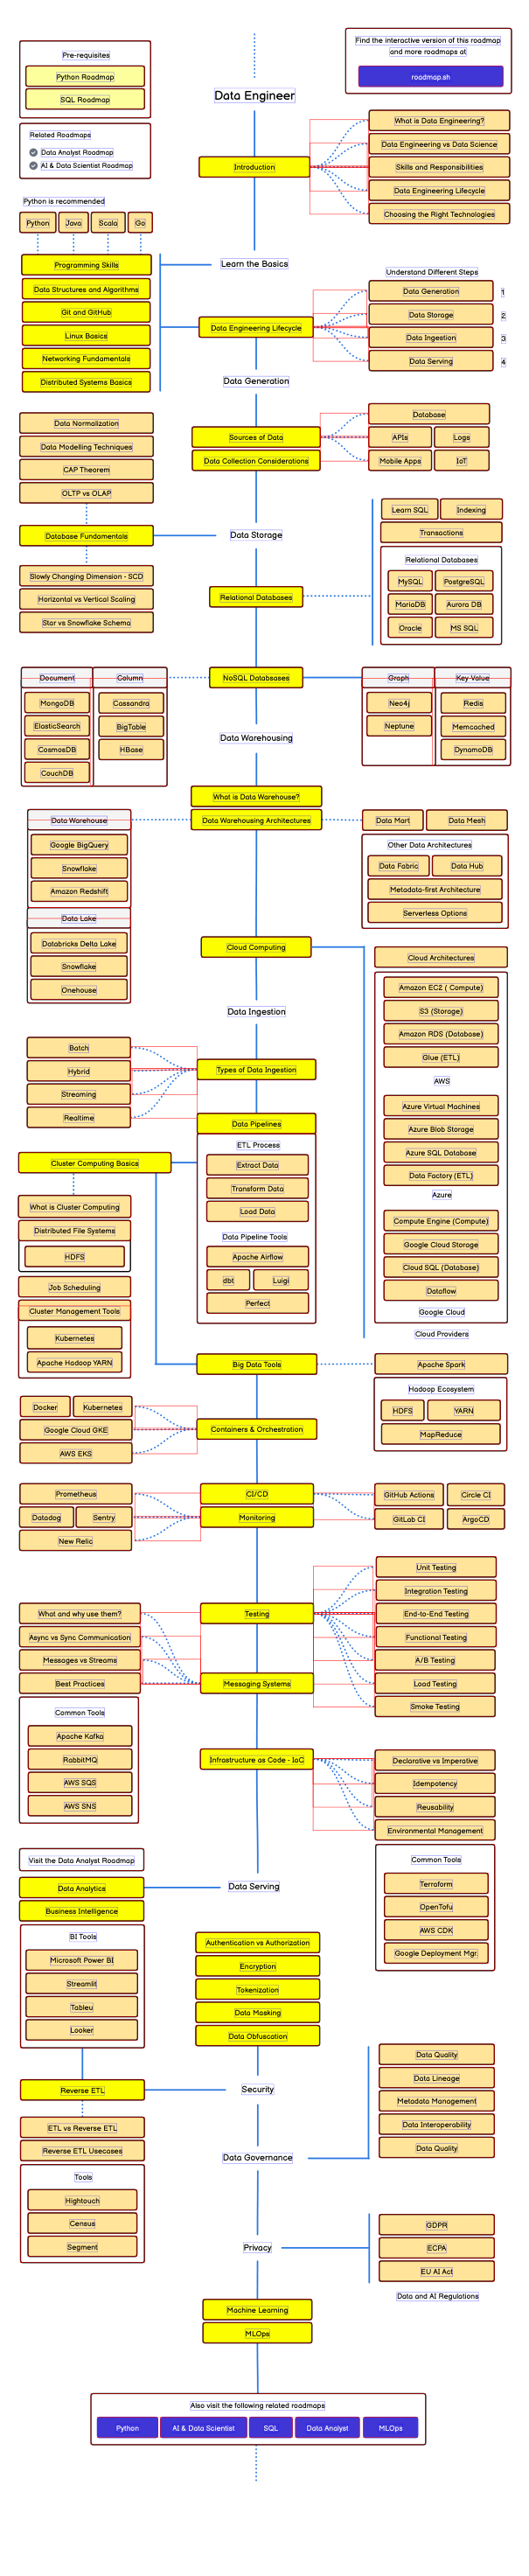 Find the interactive version of this roadmap
and more roadmaps at
roadmap.sh
Pre-requisites
Python Roadmap
SQL Roadmap
Related Roadmaps
Data Analyst Roadmap
AI & Data Scientist Roadmap
Data Engineer
Introduction
What is Data Engineering?
Data Engineering vs Data Science
Skills and Responsibilities
Data Engineering Lifecycle
Choosing the Right Technologies
Python is recommended
Python
Java
Scala
Go
Learn the Basics
Programming Skills
Data Structures and Algorithms
Git and GitHub
Linux Basics
Networking Fundamentals
Distributed Systems Basics
Data Engineering Lifecycle
Understand Different Steps
Data Generation
1
Data Storage
2
Data Ingestion
3
Data Serving
4
Data Generation
Sources of Data
Data Collection Considerations
Database
APIs
Logs
Mobile Apps
IoT
Data Normalization
Data Modelling Techniques
CAP Theorem
OLTP vs OLAP
Database Fundamentals
Slowly Changing Dimension - SCD
Horizontal vs Vertical Scaling
Star vs Snowflake Schema
Data Storage
Relational Databases
Learn SQL
Indexing
Transactions
Relational Databases
MySQL
PostgreSQL
MariaDB
Aurora DB
Oracle
MS SQL
NoSQL Databsases
Document
Column
MongoDB
Cassandra
ElasticSearch
BigTable
CosmosDB
HBase
CouchDB
Graph
Key-Value
Neo4j
Redis
Neptune
Memcached
DynamoDB
Data Warehousing
What is Data Warehouse?
Data Warehousing Architectures
Data Warehouse
Google BigQuery
Snowflake
Amazon Redshift
Data Lake
Databricks Delta Lake
Snowflake
Onehouse
Data Mart
Data Mesh
Other Data Architectures
Data Fabric
Data Hub
Metadata-first Architecture
Serverless Options
Cloud Computing
Cloud Architectures
Amazon EC2 ( Compute)
S3 (Storage)
Amazon RDS (Database)
Glue (ETL)
AWS
Azure Virtual Machines
Azure Blob Storage
Azure SQL Database
Data Factory (ETL)
Azure
Compute Engine (Compute)
Google Cloud Storage
Cloud SQL (Database)
Dataflow
Google Cloud
Cloud Providers
Data Ingestion
Types of Data Ingestion
Batch
Hybrid
Streaming
Realtime
Data Pipelines
ETL Process
Extract Data
Transform Data
Load Data
Data Pipeline Tools
Apache Airflow
dbt
Luigi
Perfect
Cluster Computing Basics
What is Cluster Computing
Distributed File Systems
HDFS
Job Scheduling
Cluster Management Tools
Kubernetes
Apache Hadoop YARN
Big Data Tools
Apache Spark
Hadoop Ecosystem
HDFS
YARN
MapReduce
Docker
Kubernetes
Google Cloud GKE
AWS EKS
Containers & Orchestration
CI/CD
Monitoring
Prometheus
Datadog
Sentry
New Relic
GitHub Actions
Circle CI
GitLab CI
ArgoCD
Testing
Unit Testing
Integration Testing
End-to-End Testing
Functional Testing
A/B Testing
Load Testing
Smoke Testing
What and why use them?
Async vs Sync Communication
Messages vs Streams
Best Practices
Messaging Systems
Common Tools
Apache Kafka
RabbitMQ
AWS SQS
AWS SNS
Infrastructure as Code - IaC
Declarative vs Imperative
Idempotency
Reusability
Environmental Management
Common Tools
Terraform
OpenTofu
AWS CDK
Google Deployment Mgr.
Visit the Data Analyst Roadmap
Data Serving
Data Analytics
Business Intelligence
BI Tools
Microsoft Power BI
Streamlit
Tableu
Looker
Reverse ETL
ETL vs Reverse ETL
Reverse ETL Usecases
Tools
Hightouch
Census
Segment
Authentication vs Authorization
Encryption
Tokenization
Data Masking
Data Obfuscation
Security
Data Governance
Data Quality
Data Lineage
Metadata Management
Data Interoperability
Data Quality
Privacy
GDPR
ECPA
EU AI Act
Data and AI Regulations
Machine Learning
MLOps
Also visit the following related roadmaps
Python
AI & Data Scientist
SQL
Data Analyst
MLOps